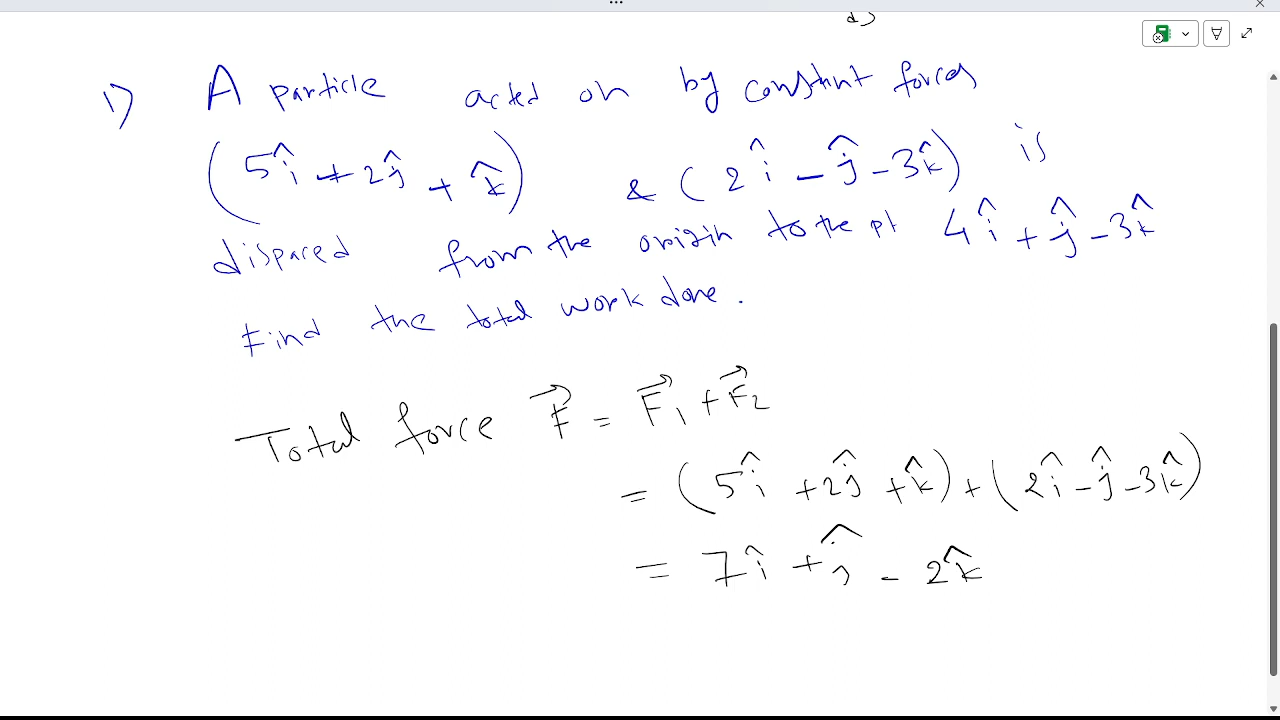 1) A particle acted on by constant forces
(5î + 2ĵ + k̂) & (2î - ĵ - 3k̂) is
dispaced from the origin to the pt 4î + ĵ - 3k̂
Find the total work done.
Total force F⃗ = F⃗₁ + F⃗₂
= (5î + 2ĵ + k̂) + (2î - ĵ - 3k̂)
= 7î + ĵ - 2k̂